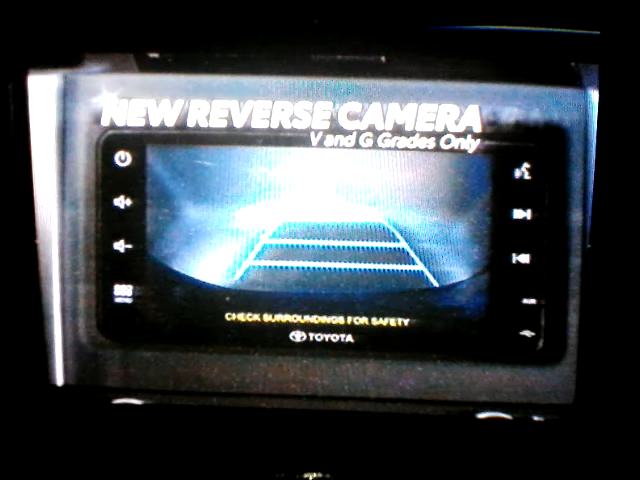 NEW REVERSE CAMERA
V and G Grades Only
CHECK SURROUNDINGS FOR SAFETY
TOYOTA